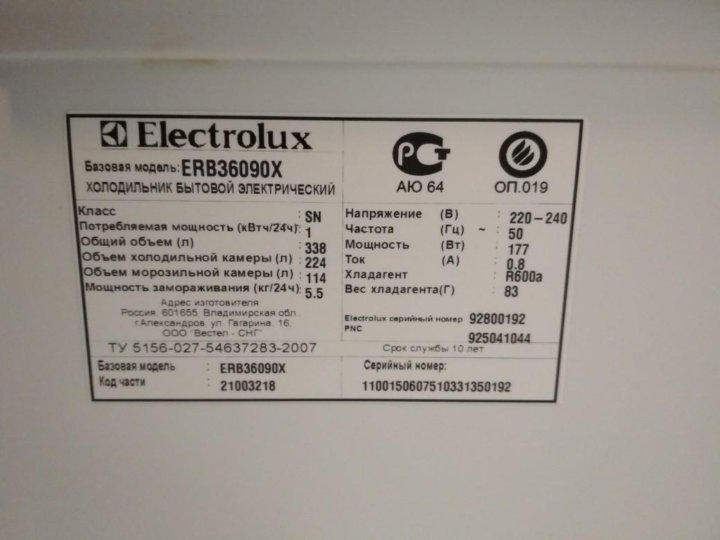 Electrolux
Базовая модель: ERB36090X
ХОЛОДИЛЬНИК БЫТОВОЙ ЭЛЕКТРИЧЕСКИЙ
РСТ
АЮ 64
ОП.019
Класс : SN
Потребляемая мощность (кВтч/24ч): 1
Общий объем (л) : 338
Объем холодильной камеры (л) : 224
Объем морозильной камеры (л) : 114
Мощность замораживания (кг/24ч): 5.5
Адрес изготовителя
Россия, 601655, Владимирская обл.
г.Александров, ул. Гагарина, 16,
ООО "Вестел - СНГ"
ТУ 5156-027-54637283-2007
Напряжение (В) : 220-240
Частота (Гц) ~ : 50
Мощность (Вт) : 177
Ток (А) : 0.8
Хладагент : R600a
Вес хладагента(Г) : 83
Electrolux серийный номер 92800192
PNC 925041044
Срок службы 10 лет
Базовая модель : ERB36090X
Код части : 21003218
Серийный номер:
1100150607510331350192